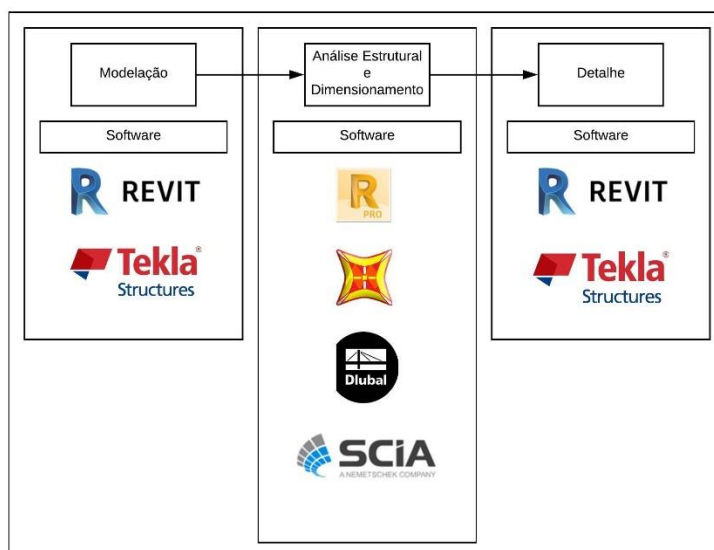 Modelação
Análise Estrutural
e
Dimensionamento
Detalhe
Software
Software
Software
R REVIT
R
PRO
R REVIT
Tekla®
Structures
Tekla®
Structures
Dlubal
SCiA
A NEMETSCHEK COMPANY